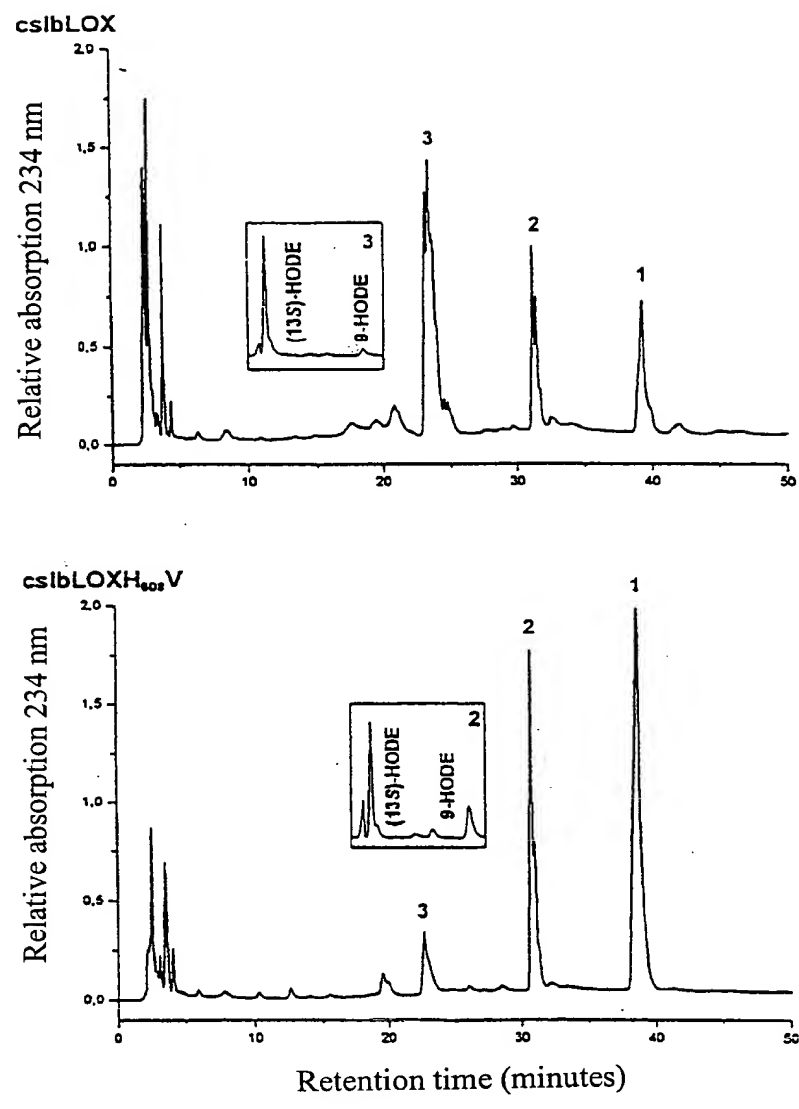 cslbLOX
Relative absorption 234 nm
2,0
1,5
1,0
0,5
0,0
3
2
1
3
(13S)-HODE
9-HODE
0 10 20 30 40 50
cslbLOXH₆₀₈V
Relative absorption 234 nm
2,0
1,5
1,0
0,5
0,0
1
2
3
2
(13S)-HODE
9-HODE
0 10 20 30 40 50
Retention time (minutes)